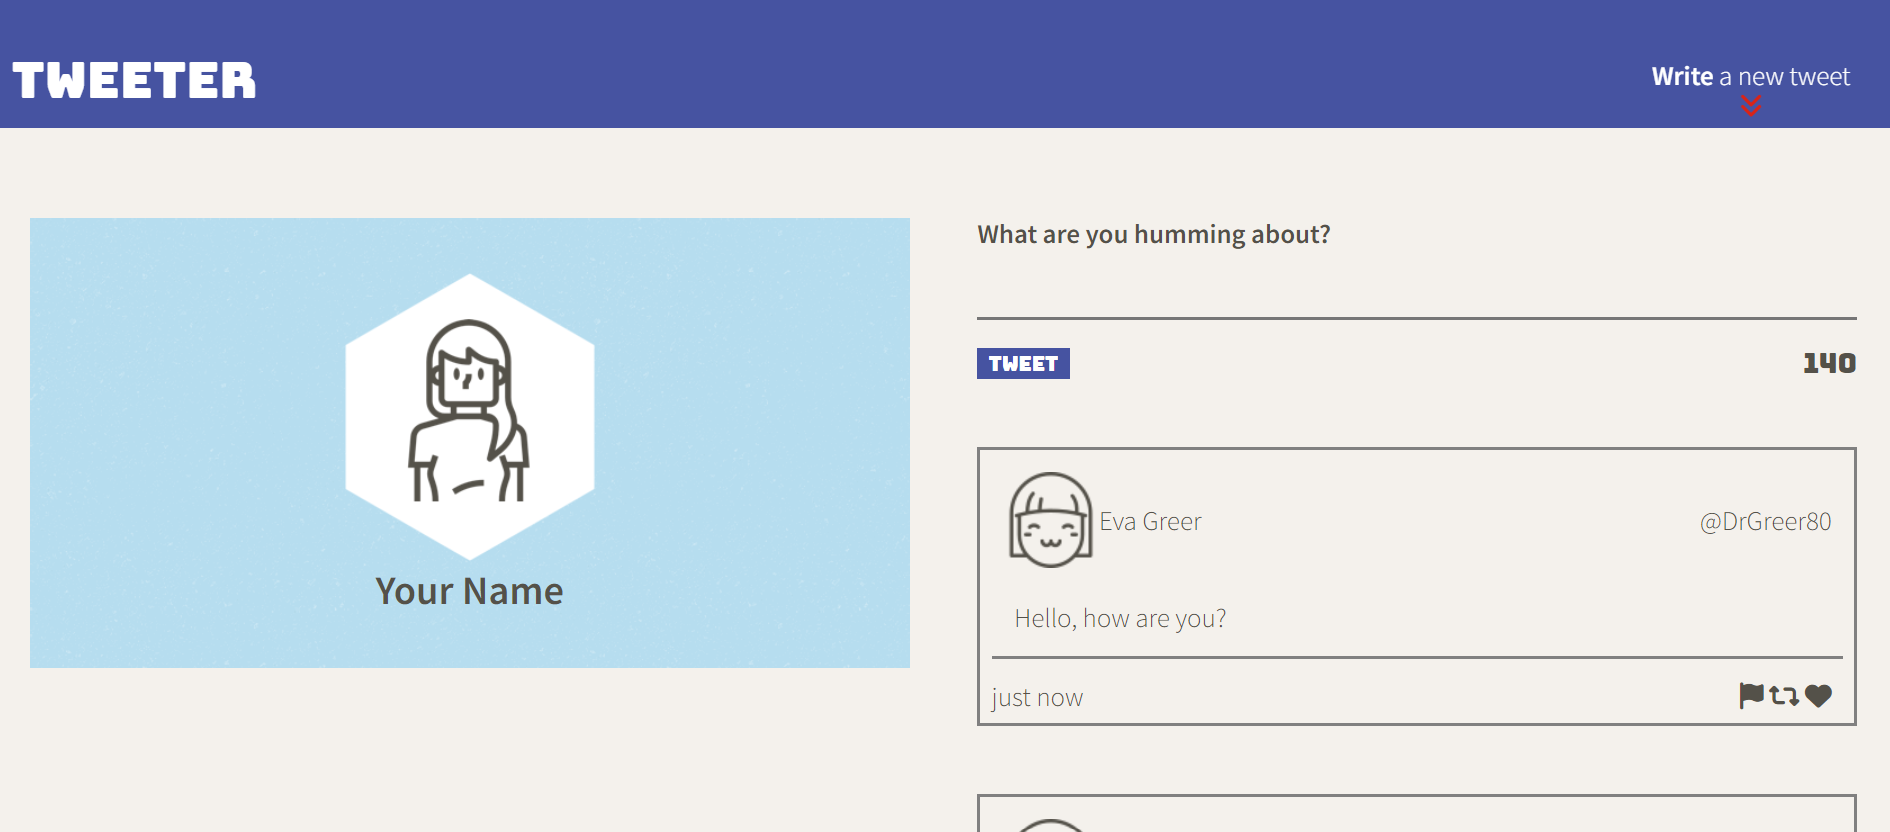 TWEETER
Write a new tweet
Your Name
What are you humming about?
TWEET
140
Eva Greer
@DrGreer80
Hello, how are you?
just now